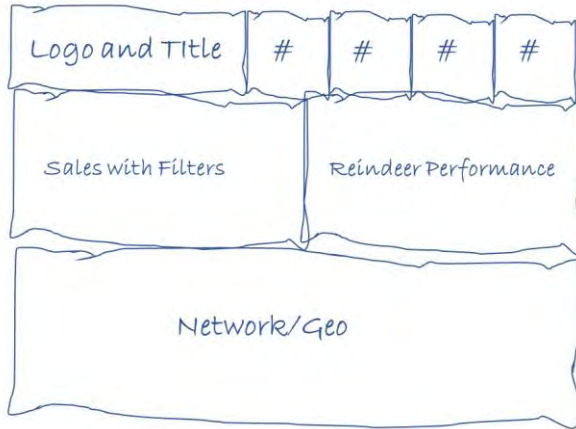 Logo and TItle # # # #
Sales with Filters Reindeer Performance
Network/Geo